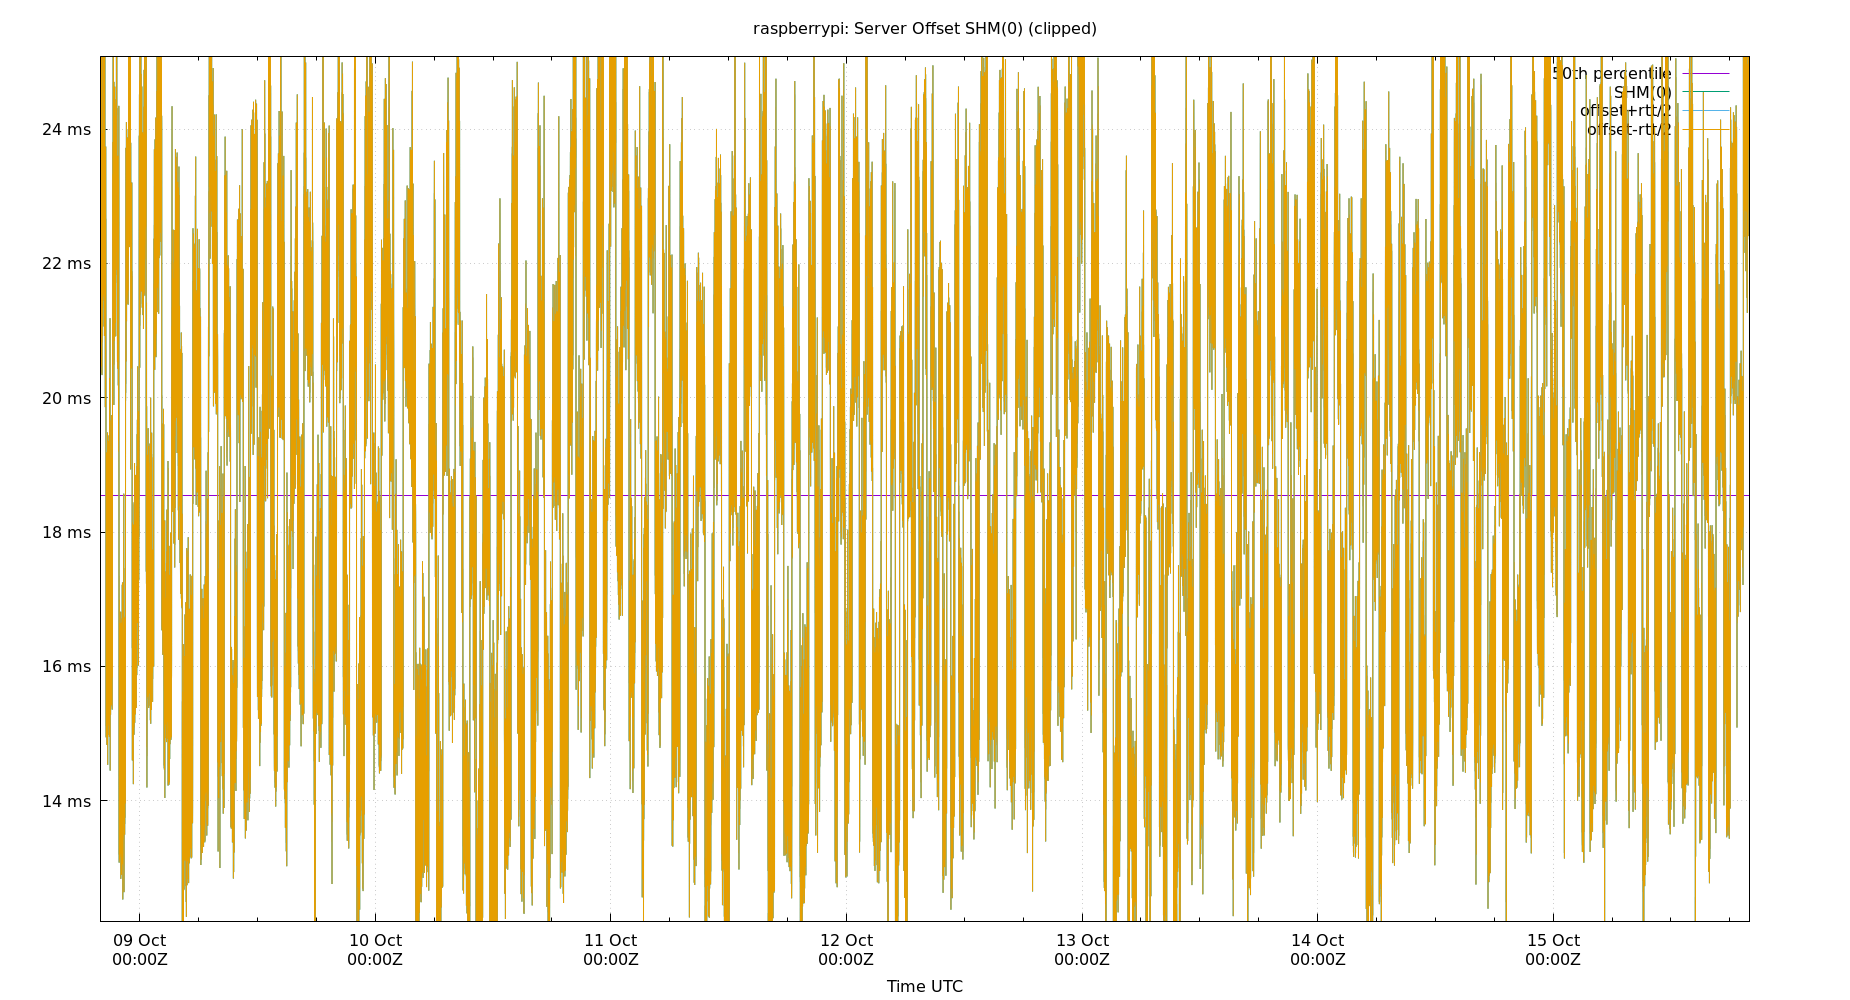 raspberrypi: Server Offset SHM(0) (clipped)
50th percentile
SHM(0)
offset+rtt/2
offset-rtt/2
24 ms
22 ms
20 ms
18 ms
16 ms
14 ms
09 Oct 10 Oct 11 Oct 12 Oct 13 Oct 14 Oct 15 Oct
00:00Z 00:00Z 00:00Z 00:00Z 00:00Z 00:00Z 00:00Z
Time UTC